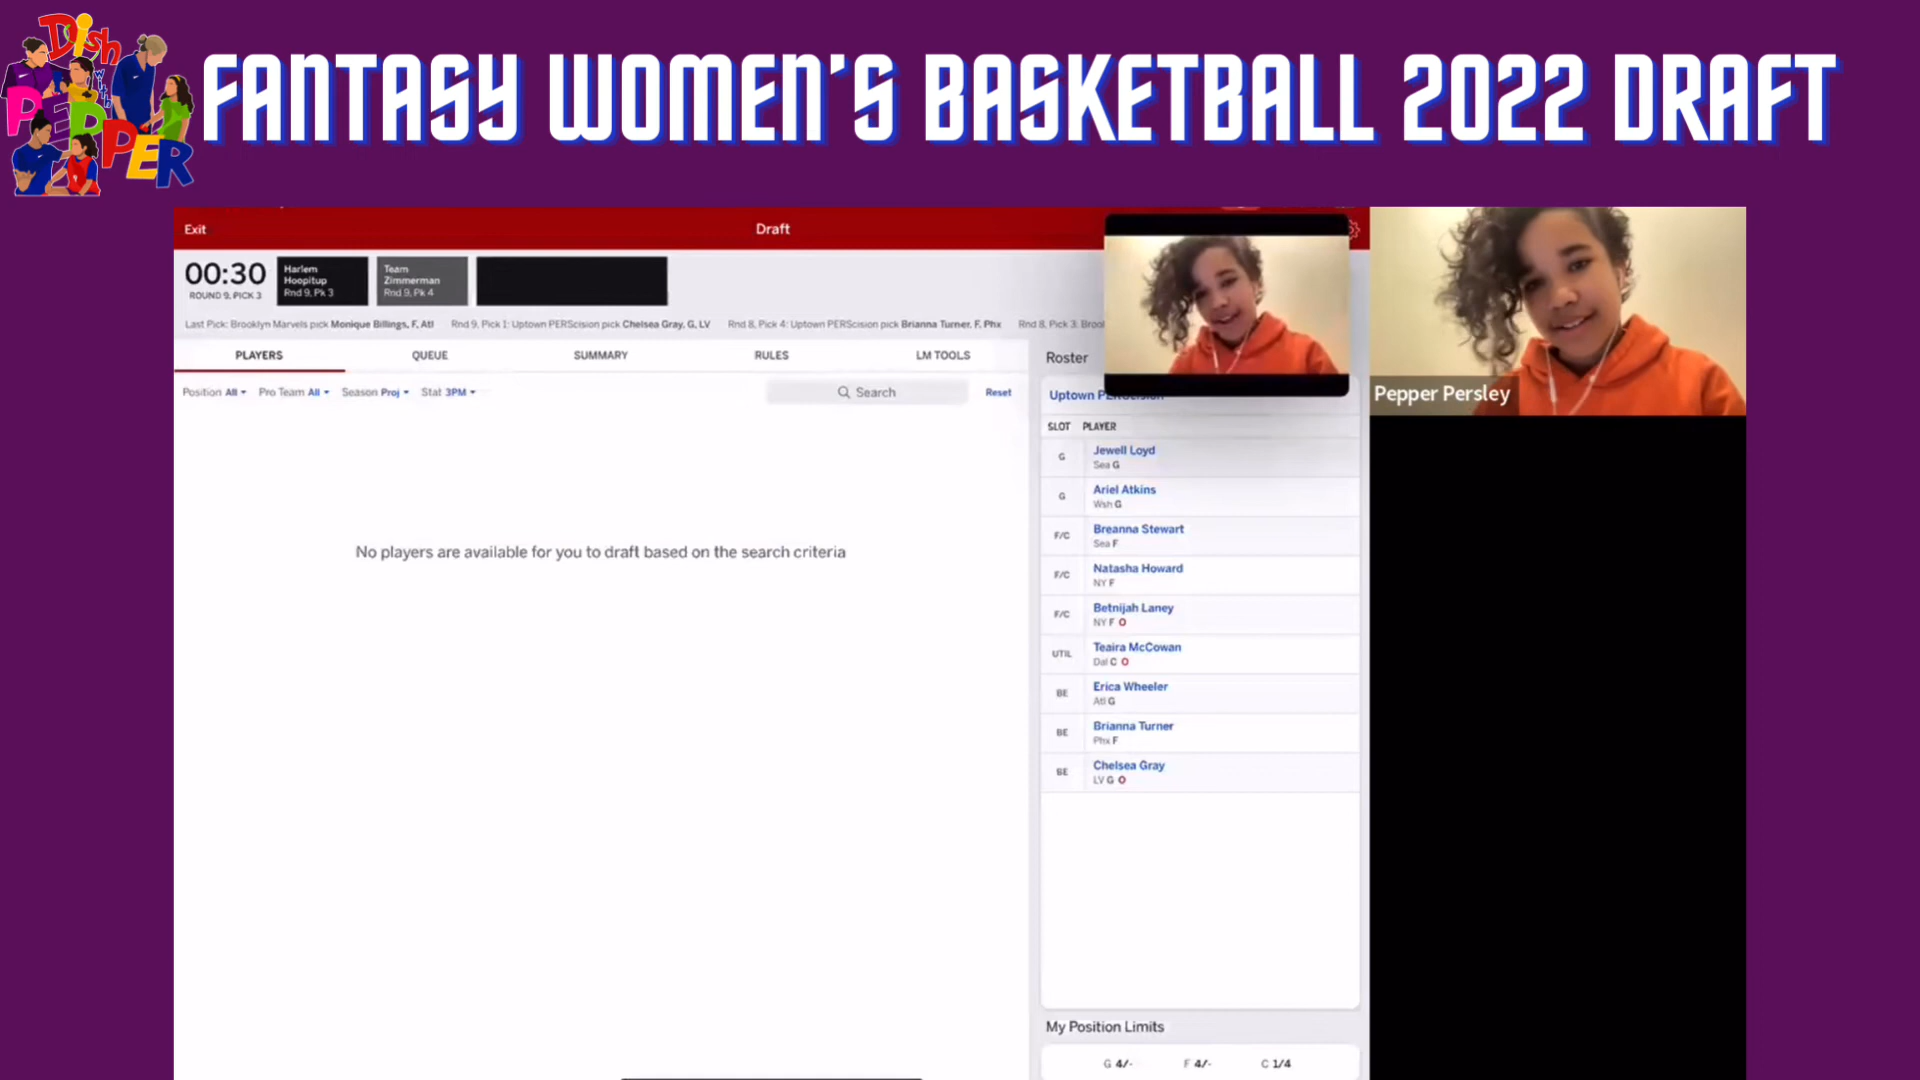 Dish
with
PEPPER
FANTASY WOMEN'S BASKETBALL 2022 DRAFT
Exit
Draft
00:30
ROUND 9, PICK 3
Harlem
Hoopitup
Rnd 9, Pk 3
Team
Zimmerman
Rnd 9, Pk 4
Last Pick: Brooklyn Marvels pick Monique Billings, F, Atl
Rnd 9, Pick 1: Uptown PERScision pick Chelsea Gray, G, LV
Rnd 8, Pick 4: Uptown PERScision pick Brianna Turner, F, Phx
Rnd 8, Pick 3: Brool
PLAYERS
QUEUE
SUMMARY
RULES
LM TOOLS
Position All
Pro Team All
Season Proj
Stat 3PM
Search
Reset
No players are available for you to draft based on the search criteria
Roster
Uptown PERScision
SLOT PLAYER
G Jewell Loyd
Sea G
G Ariel Atkins
Wsh G
F/C Breanna Stewart
Sea F
F/C Natasha Howard
NY F
F/C Betnijah Laney
NY F O
UTIL Teaira McCowan
Dal C O
BE Erica Wheeler
Atl G
BE Brianna Turner
Phx F
BE Chelsea Gray
LV G O
My Position Limits
G 4/-
F 4/-
C 1/4
Pepper Persley